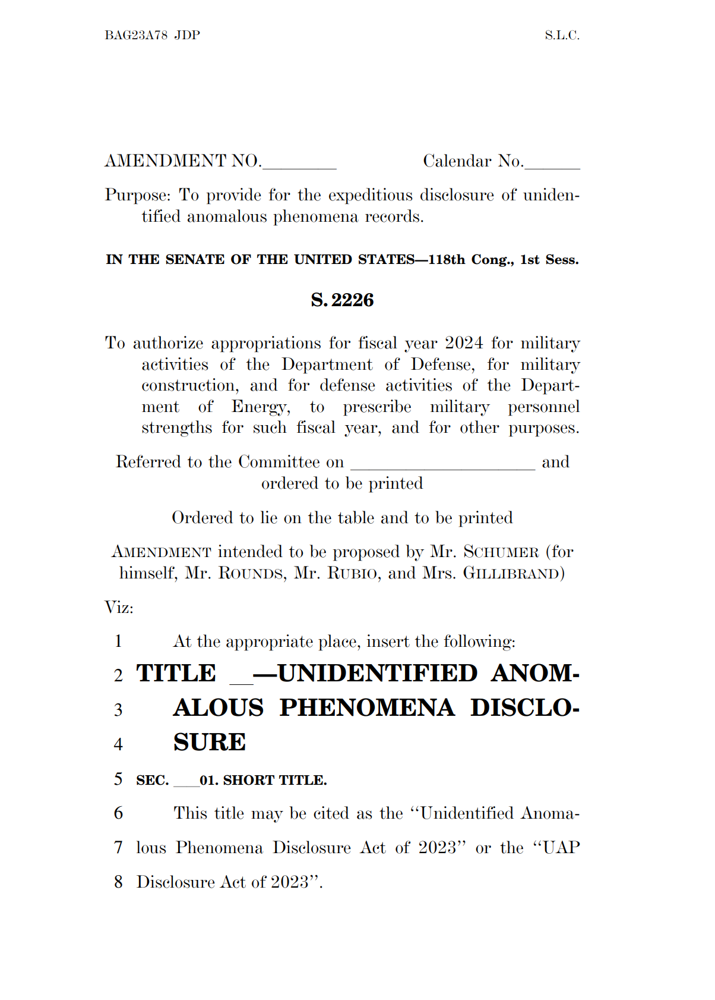 BAG23A78 JDP S.L.C.
AMENDMENT NO.________ Calendar No.______
Purpose: To provide for the expeditious disclosure of uniden-
tified anomalous phenomena records.
IN THE SENATE OF THE UNITED STATES—118th Cong., 1st Sess.
S. 2226
To authorize appropriations for fiscal year 2024 for military
activities of the Department of Defense, for military
construction, and for defense activities of the Depart-
ment of Energy, to prescribe military personnel
strengths for such fiscal year, and for other purposes.
Referred to the Committee on ____________________ and
ordered to be printed
Ordered to lie on the table and to be printed
AMENDMENT intended to be proposed by Mr. SCHUMER (for
himself, Mr. ROUNDS, Mr. RUBIO, and Mrs. GILLIBRAND)
Viz:
1 At the appropriate place, insert the following:
2 TITLE __—UNIDENTIFIED ANOM-
3 ALOUS PHENOMENA DISCLO-
4 SURE
5 SEC. ___01. SHORT TITLE.
6 This title may be cited as the ‘‘Unidentified Anoma-
7 lous Phenomena Disclosure Act of 2023’’ or the ‘‘UAP
8 Disclosure Act of 2023’’.